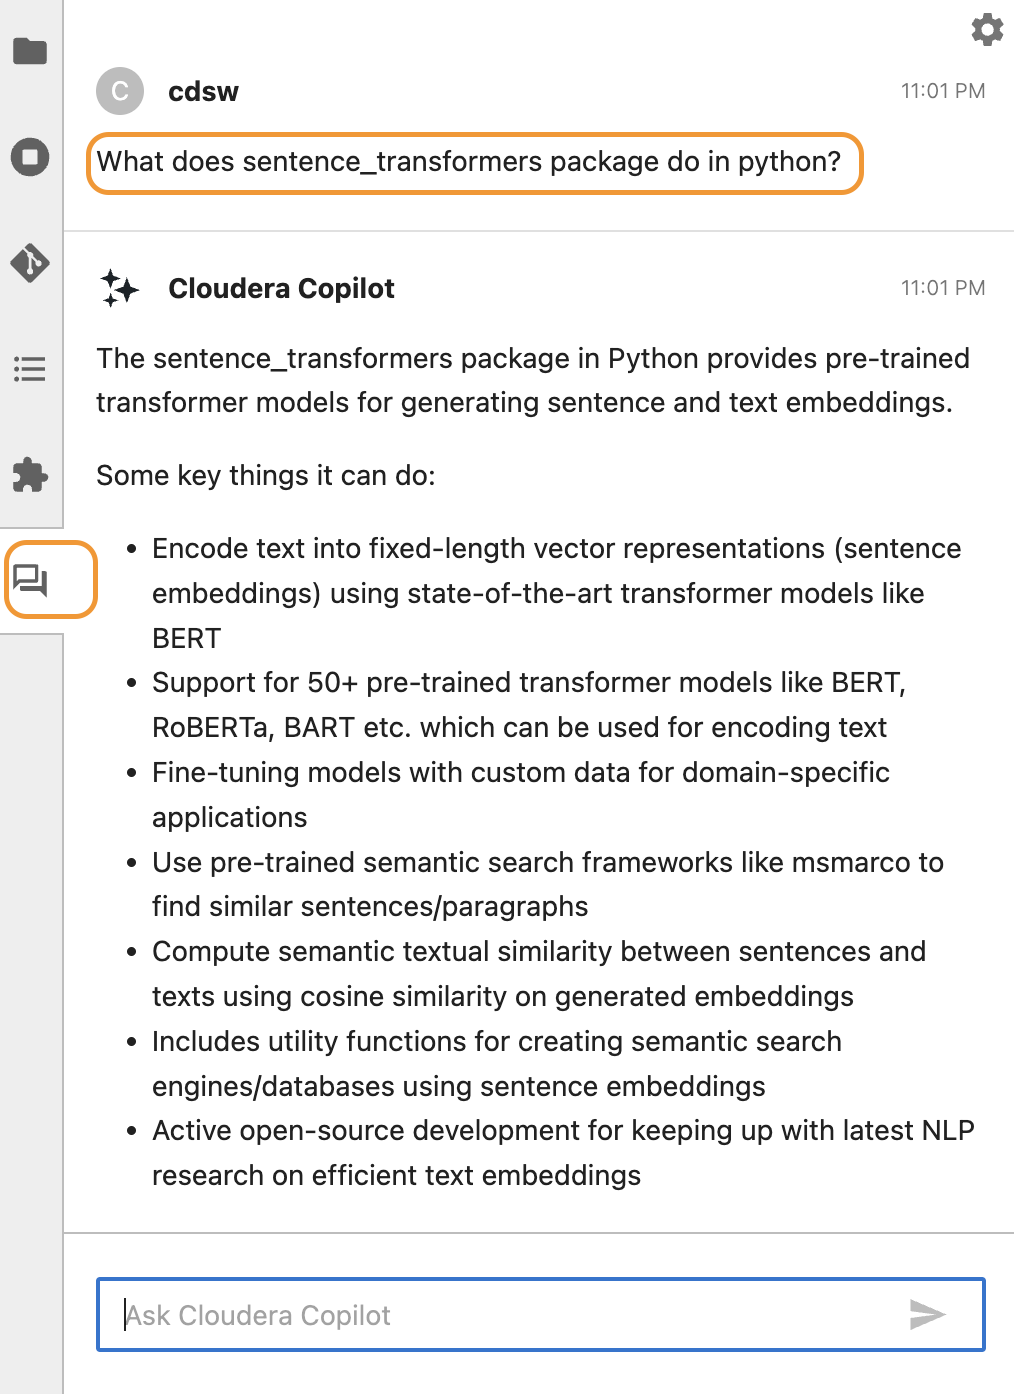 C cdsw 11:01 PM
What does sentence_transformers package do in python?
Cloudera Copilot 11:01 PM
The sentence_transformers package in Python provides pre-trained
transformer models for generating sentence and text embeddings.
Some key things it can do:
• Encode text into fixed-length vector representations (sentence
embeddings) using state-of-the-art transformer models like
BERT
• Support for 50+ pre-trained transformer models like BERT,
RoBERTa, BART etc. which can be used for encoding text
• Fine-tuning models with custom data for domain-specific
applications
• Use pre-trained semantic search frameworks like msmarco to
find similar sentences/paragraphs
• Compute semantic textual similarity between sentences and
texts using cosine similarity on generated embeddings
• Includes utility functions for creating semantic search
engines/databases using sentence embeddings
• Active open-source development for keeping up with latest NLP
research on efficient text embeddings
Ask Cloudera Copilot